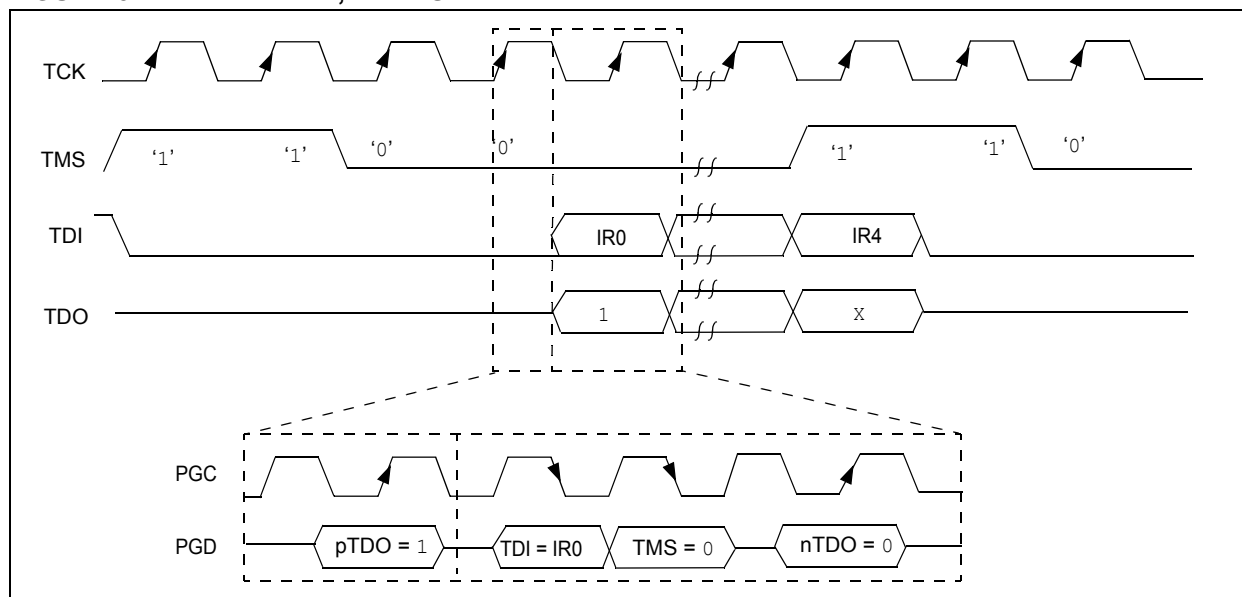 TCK
TMS ‘1’ ‘1’ ‘0’ ‘0’ ‘1’ ‘1’ ‘0’
TDI IR0 IR4
TDO 1 X
PGC
PGD pTDO = 1 TDI = IR0 TMS = 0 nTDO = 0